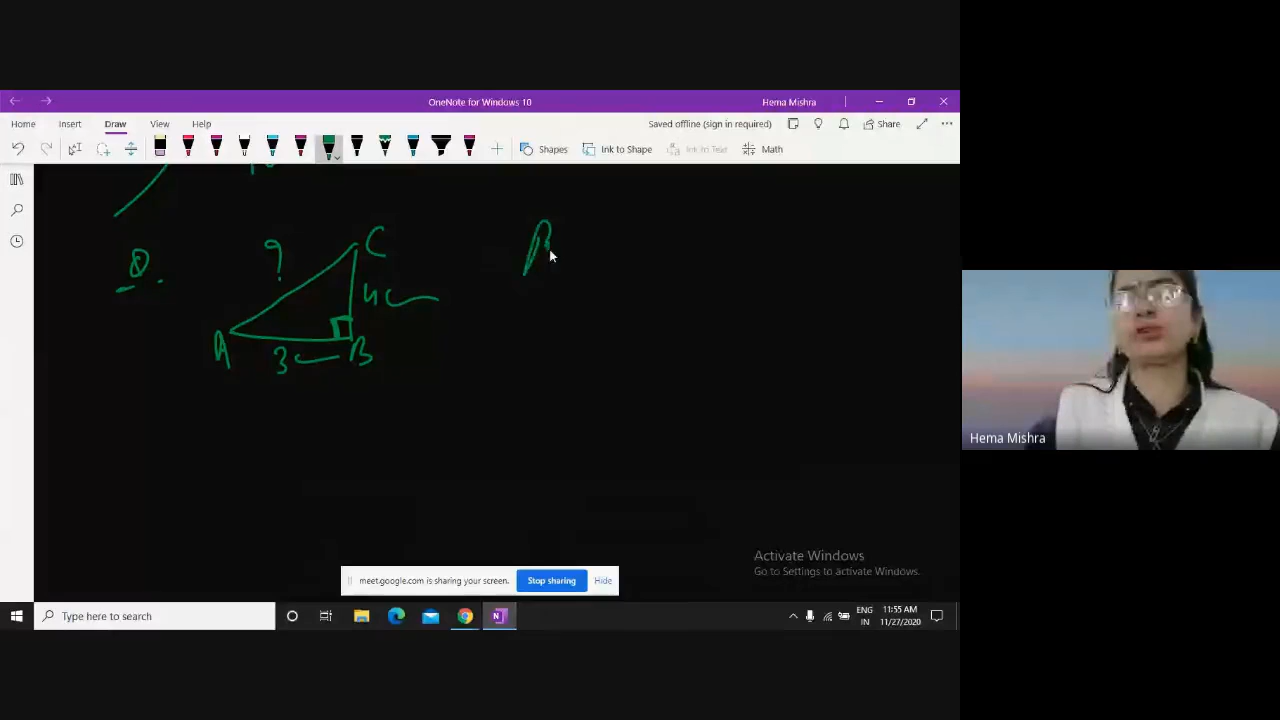 OneNote for Windows 10
Hema Mishra
Home Insert Draw View Help
Saved offline (sign in required)
Share
Shapes
Ink to Shape
Ink to Text
Math
Q.
?
C
4
A
3
B
Hema Mishra
Activate Windows
Go to Settings to activate Windows.
meet.google.com is sharing your screen.
Stop sharing
Hide
Type here to search
ENG
IN
11:55 AM
11/27/2020